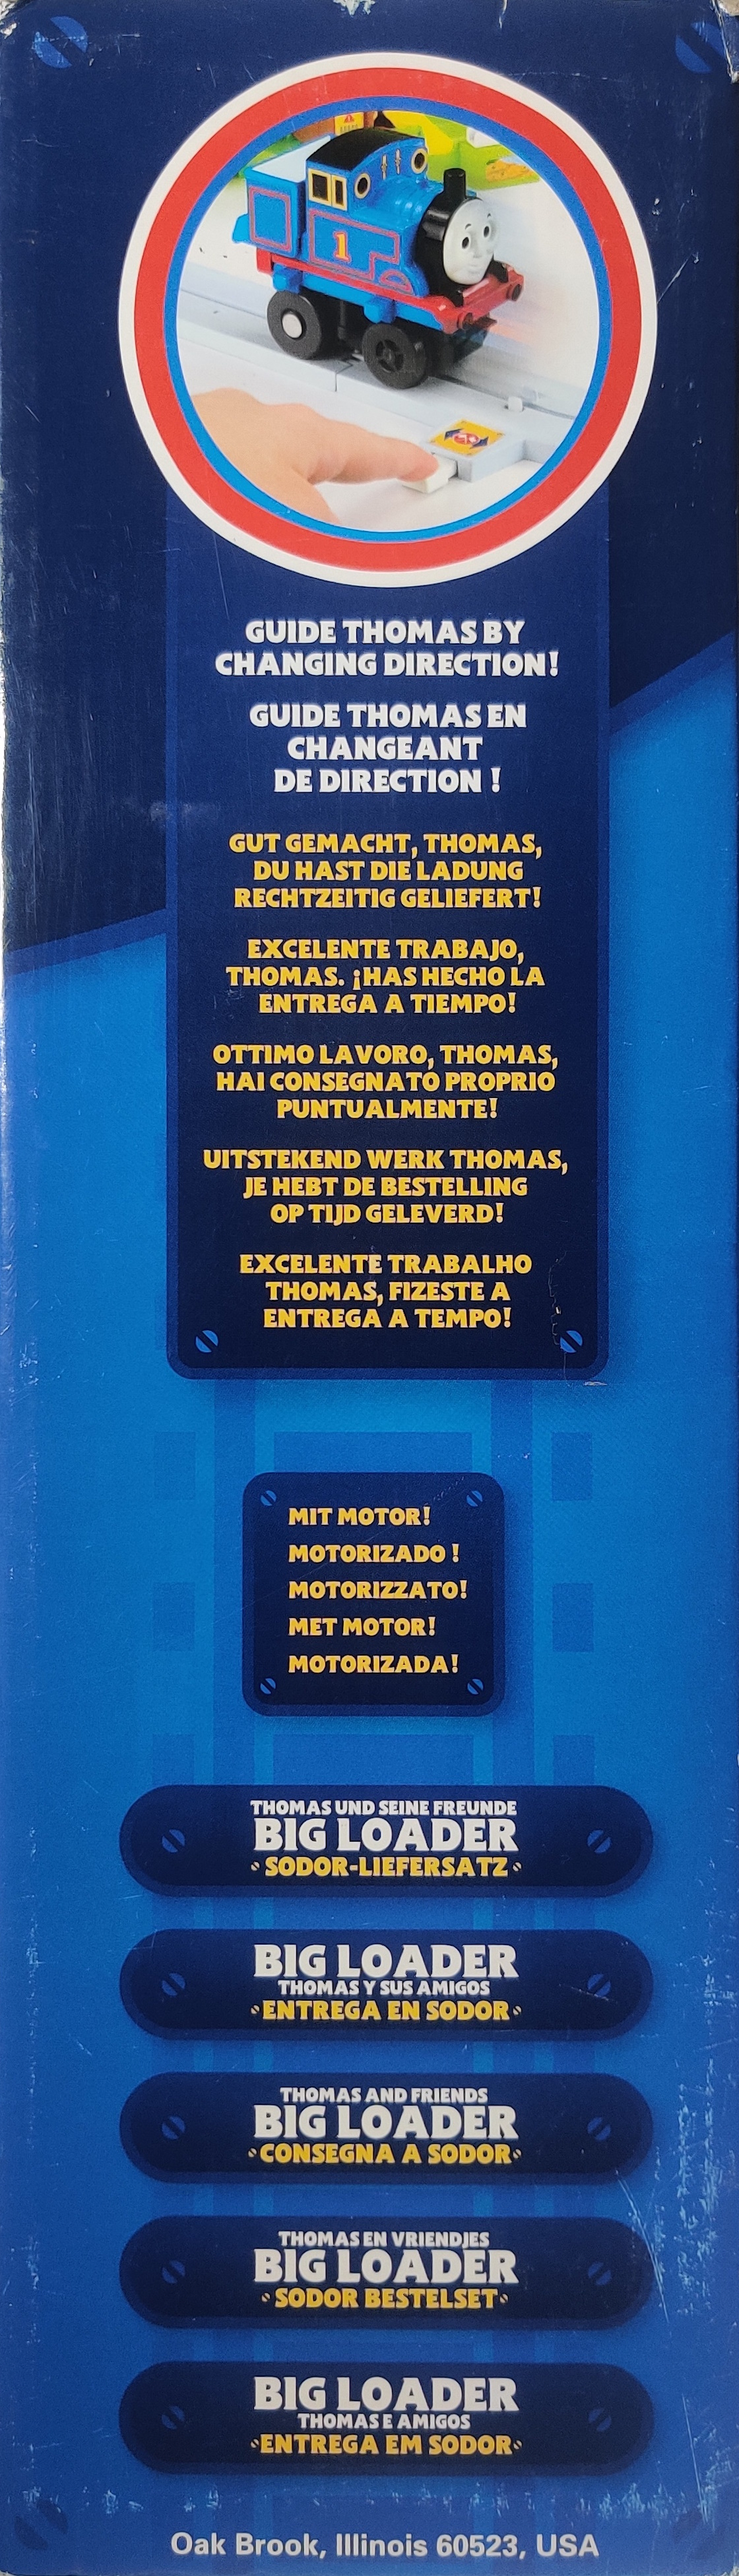 1
GUIDE THOMAS BY
CHANGING DIRECTION!
GUIDE THOMAS EN
CHANGEANT
DE DIRECTION !
GUT GEMACHT, THOMAS,
DU HAST DIE LADUNG
RECHTZEITIG GELIEFERT!
EXCELENTE TRABAJO,
THOMAS. ¡HAS HECHO LA
ENTREGA A TIEMPO!
OTTIMO LAVORO, THOMAS,
HAI CONSEGNATO PROPRIO
PUNTUALMENTE!
UITSTEKEND WERK THOMAS,
JE HEBT DE BESTELLING
OP TIJD GELEVERD!
EXCELENTE TRABALHO
THOMAS, FIZESTE A
ENTREGA A TEMPO!
MIT MOTOR!
MOTORIZADO !
MOTORIZZATO!
MET MOTOR!
MOTORIZADA!
THOMAS UND SEINE FREUNDE
BIG LOADER
SODOR-LIEFERSATZ
BIG LOADER
THOMAS Y SUS AMIGOS
ENTREGA EN SODOR
THOMAS AND FRIENDS
BIG LOADER
CONSEGNA A SODOR
THOMAS EN VRIENDJES
BIG LOADER
SODOR BESTELSET
BIG LOADER
THOMAS E AMIGOS
ENTREGA EM SODOR
Oak Brook, Illinois 60523, USA